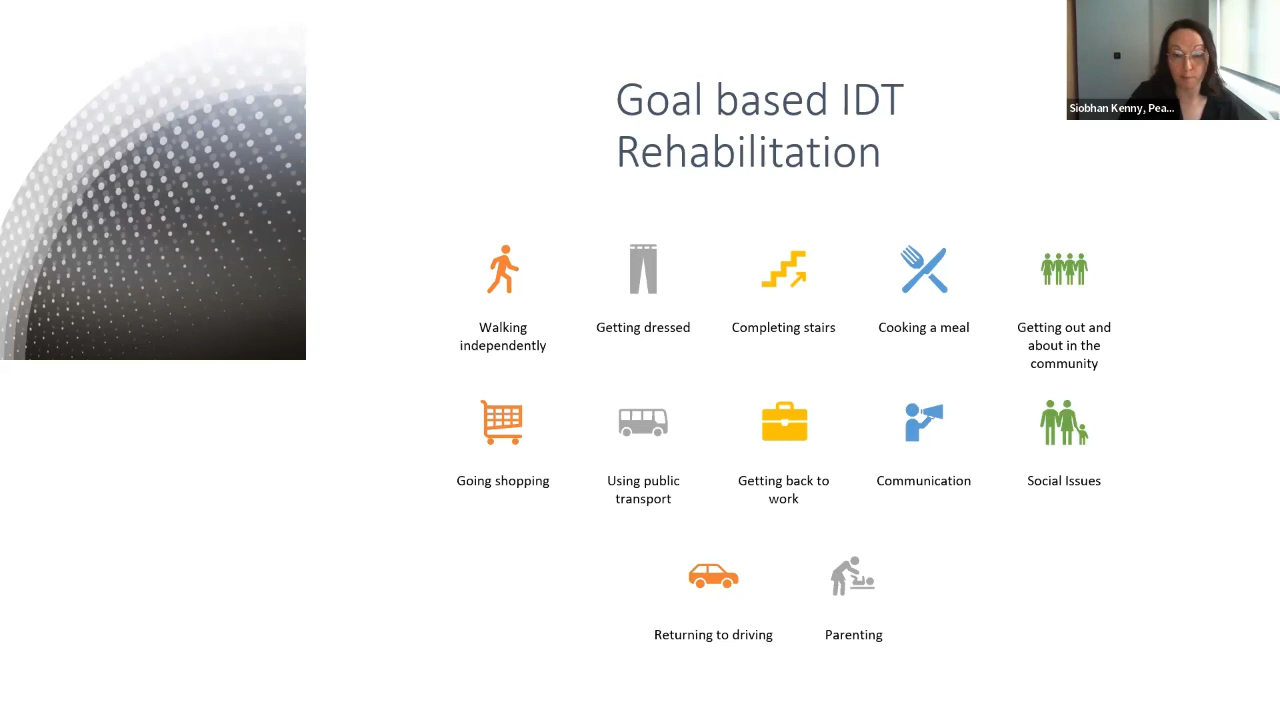 Goal based IDT
Rehabilitation
Siobhan Kenny, Pea...
Walking
independently
Getting dressed
Completing stairs
Cooking a meal
Getting out and
about in the
community
Going shopping
Using public
transport
Getting back to
work
Communication
Social Issues
Returning to driving
Parenting